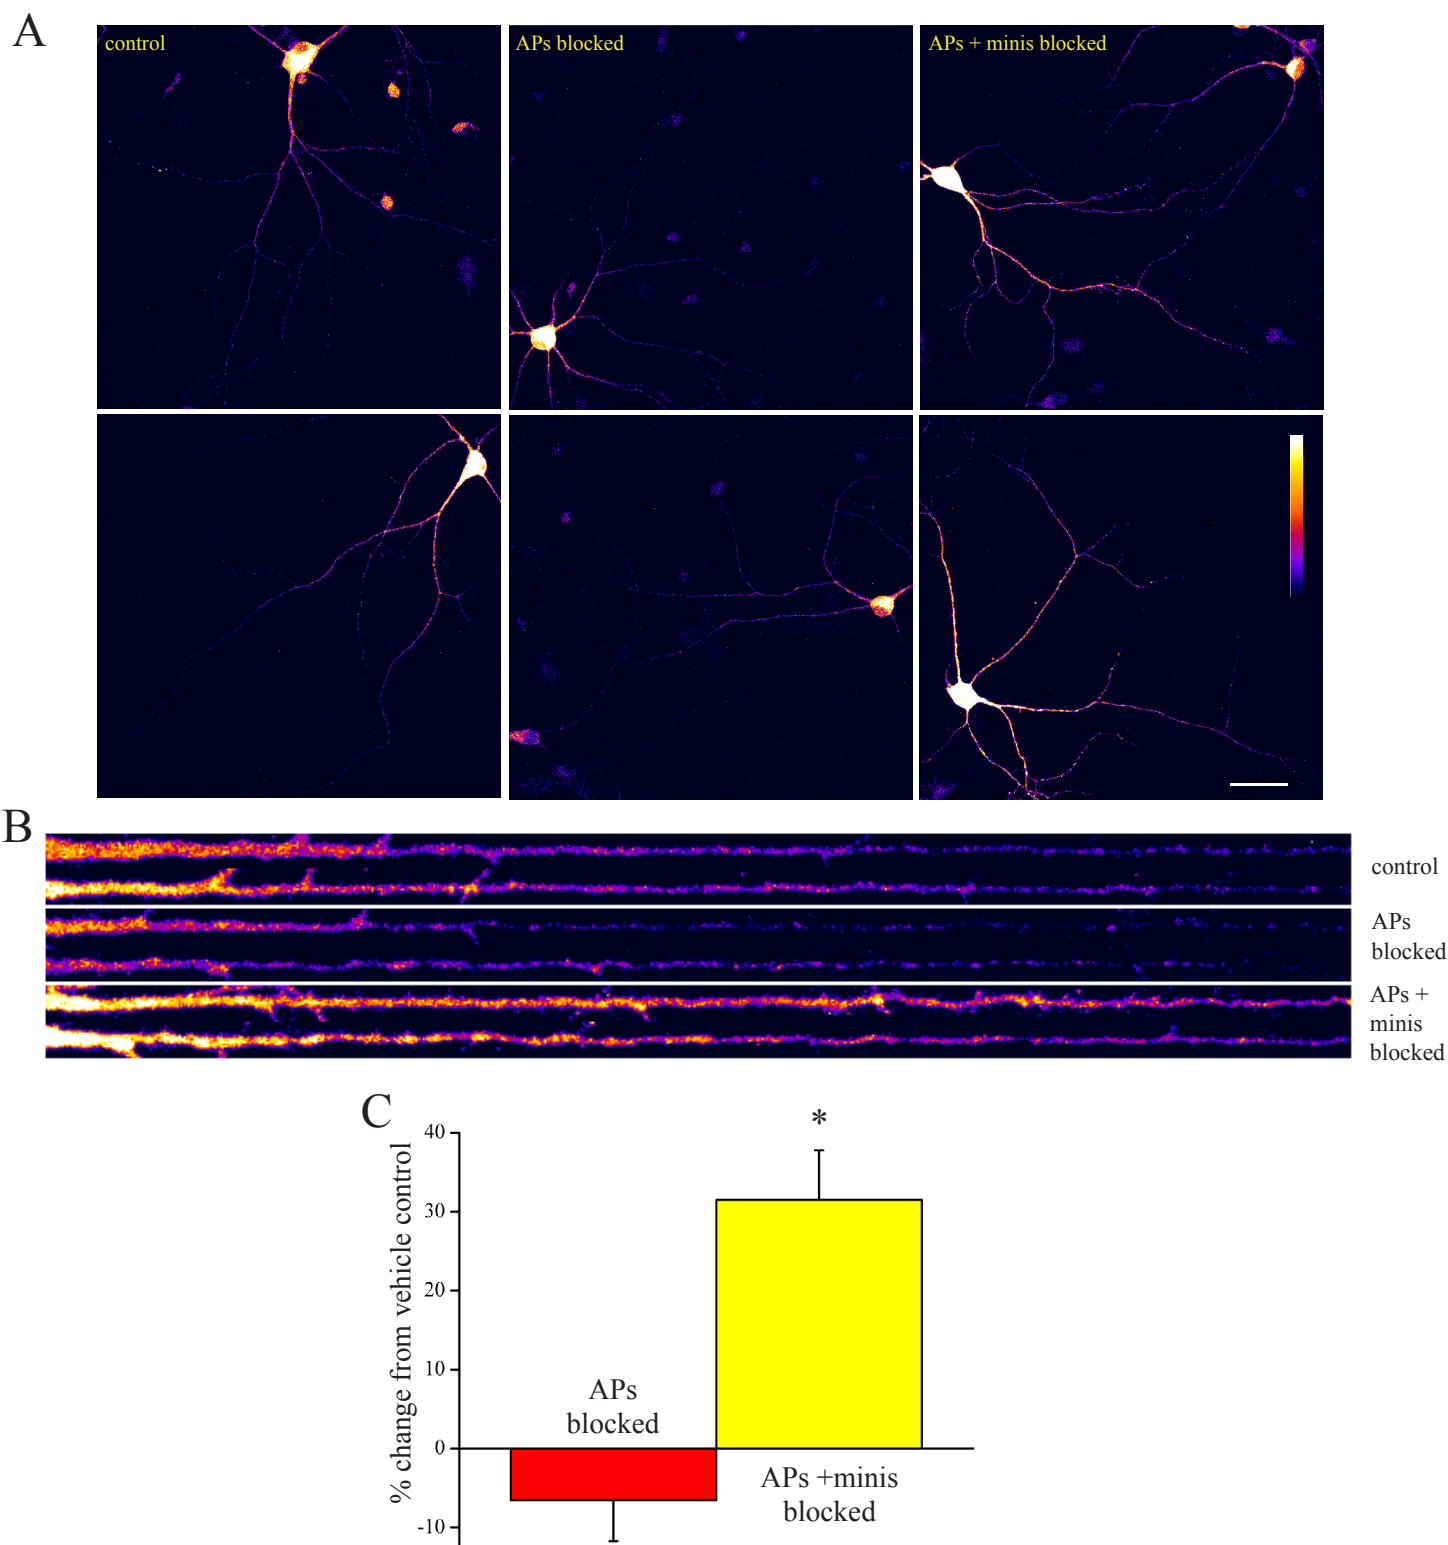 A
control
APs blocked
APs + minis blocked
B
control
APs
blocked
APs +
minis
blocked
C
% change from vehicle control
40
30
20
10
0
-10
*
APs
blocked
APs +minis
blocked